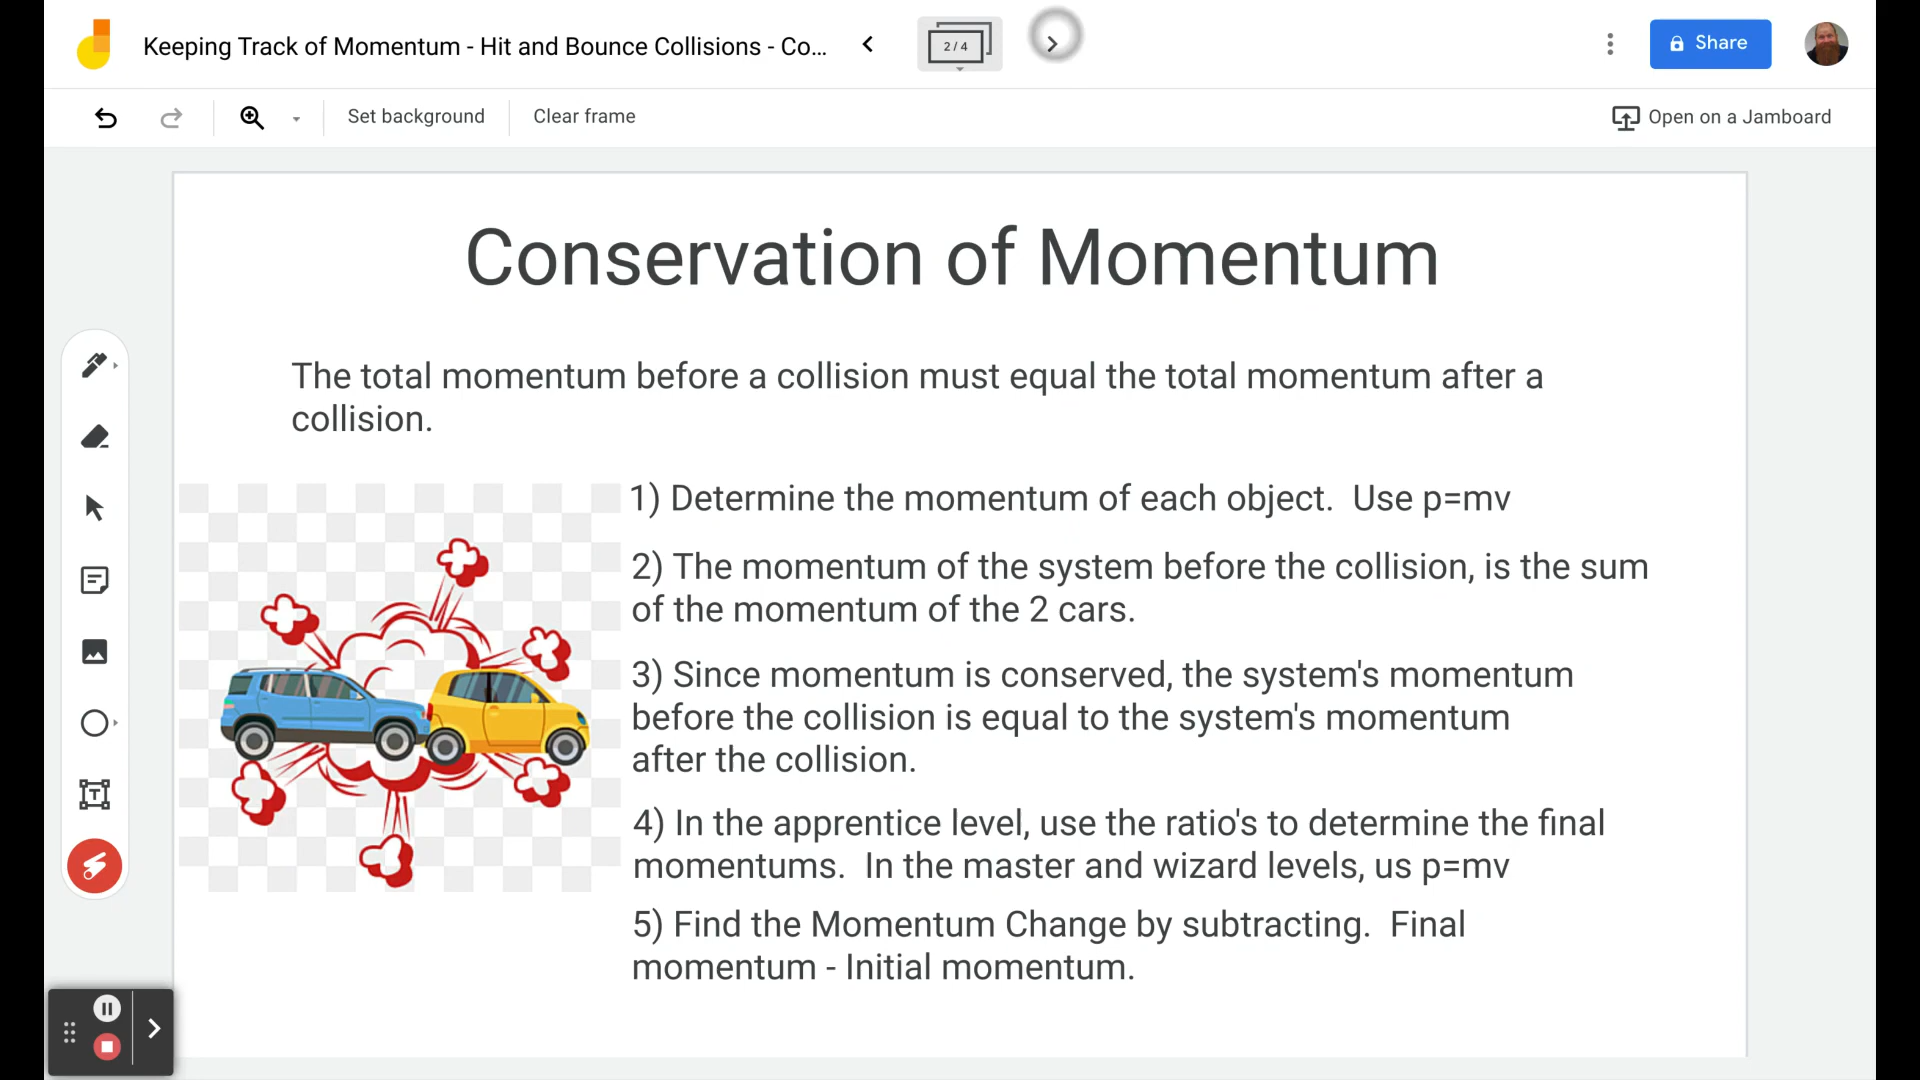 Keeping Track of Momentum - Hit and Bounce Collisions - Co...
2 / 4
Share
Set background
Clear frame
Open on a Jamboard
Conservation of Momentum
The total momentum before a collision must equal the total momentum after a
collision.
1) Determine the momentum of each object.  Use p=mv
2) The momentum of the system before the collision, is the sum
of the momentum of the 2 cars.
3) Since momentum is conserved, the system's momentum
before the collision is equal to the system's momentum
after the collision.
4) In the apprentice level, use the ratio's to determine the final
momentums.  In the master and wizard levels, us p=mv
5) Find the Momentum Change by subtracting.  Final
momentum - Initial momentum.